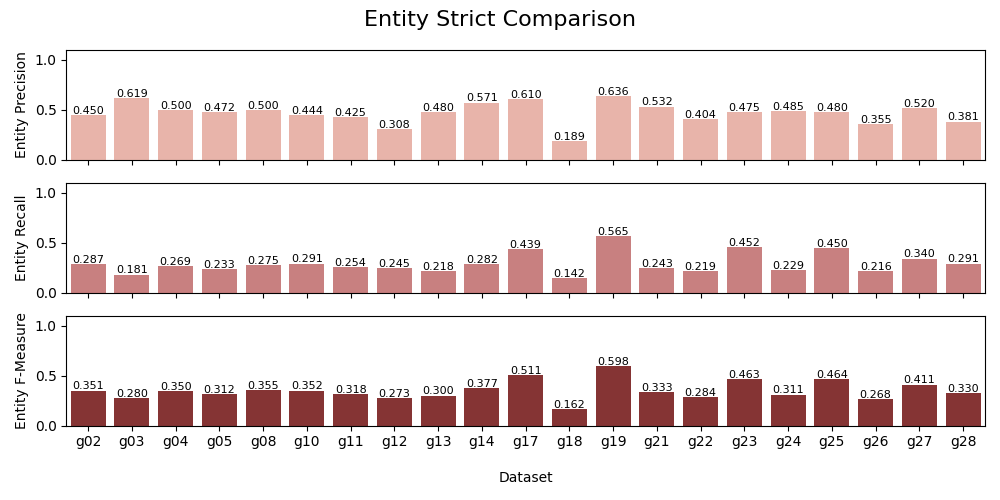 Entity Strict Comparison
Entity Precision
1.0
0.5
0.0
0.450 0.619 0.500 0.472 0.500 0.444 0.425 0.308 0.480 0.571 0.610 0.189 0.636 0.532 0.404 0.475 0.485 0.480 0.355 0.520 0.381
Entity Recall
1.0
0.5
0.0
0.287 0.181 0.269 0.233 0.275 0.291 0.254 0.245 0.218 0.282 0.439 0.142 0.565 0.243 0.219 0.452 0.229 0.450 0.216 0.340 0.291
Entity F-Measure
1.0
0.5
0.0
0.351 0.280 0.350 0.312 0.355 0.352 0.318 0.273 0.300 0.377 0.511 0.162 0.598 0.333 0.284 0.463 0.311 0.464 0.268 0.411 0.330
g02 g03 g04 g05 g08 g10 g11 g12 g13 g14 g17 g18 g19 g21 g22 g23 g24 g25 g26 g27 g28
Dataset